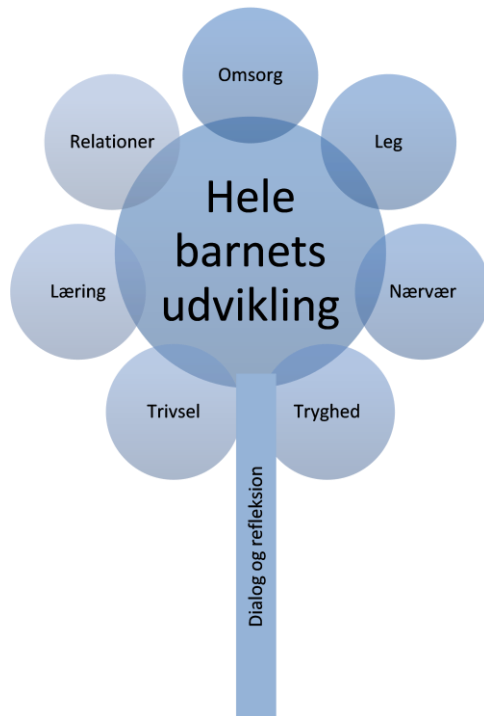 Omsorg
Relationer
Leg
Hele
barnets
udvikling
Læring
Nærvær
Trivsel
Tryghed
Dialog og refleksion